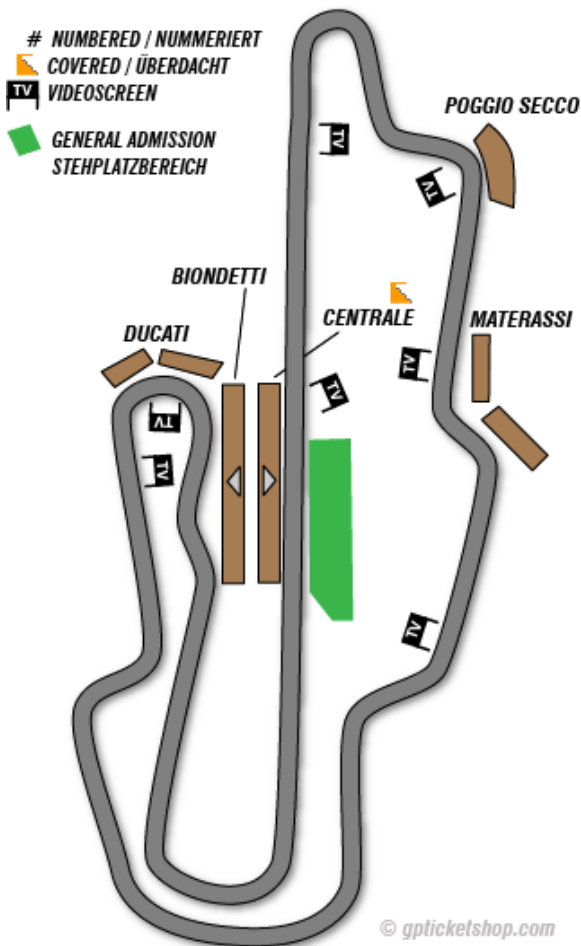 # NUMBERED / NUMMERIERT
COVERED / ÜBERDACHT
TV VIDEOSCREEN
GENERAL ADMISSION
STEHPLATZBEREICH
POGGIO SECCO
TV
TV
BIONDETTI
CENTRALE
MATERASSI
DUCATI
TV
TV
TV
TV
TV
© gpticketshop.com